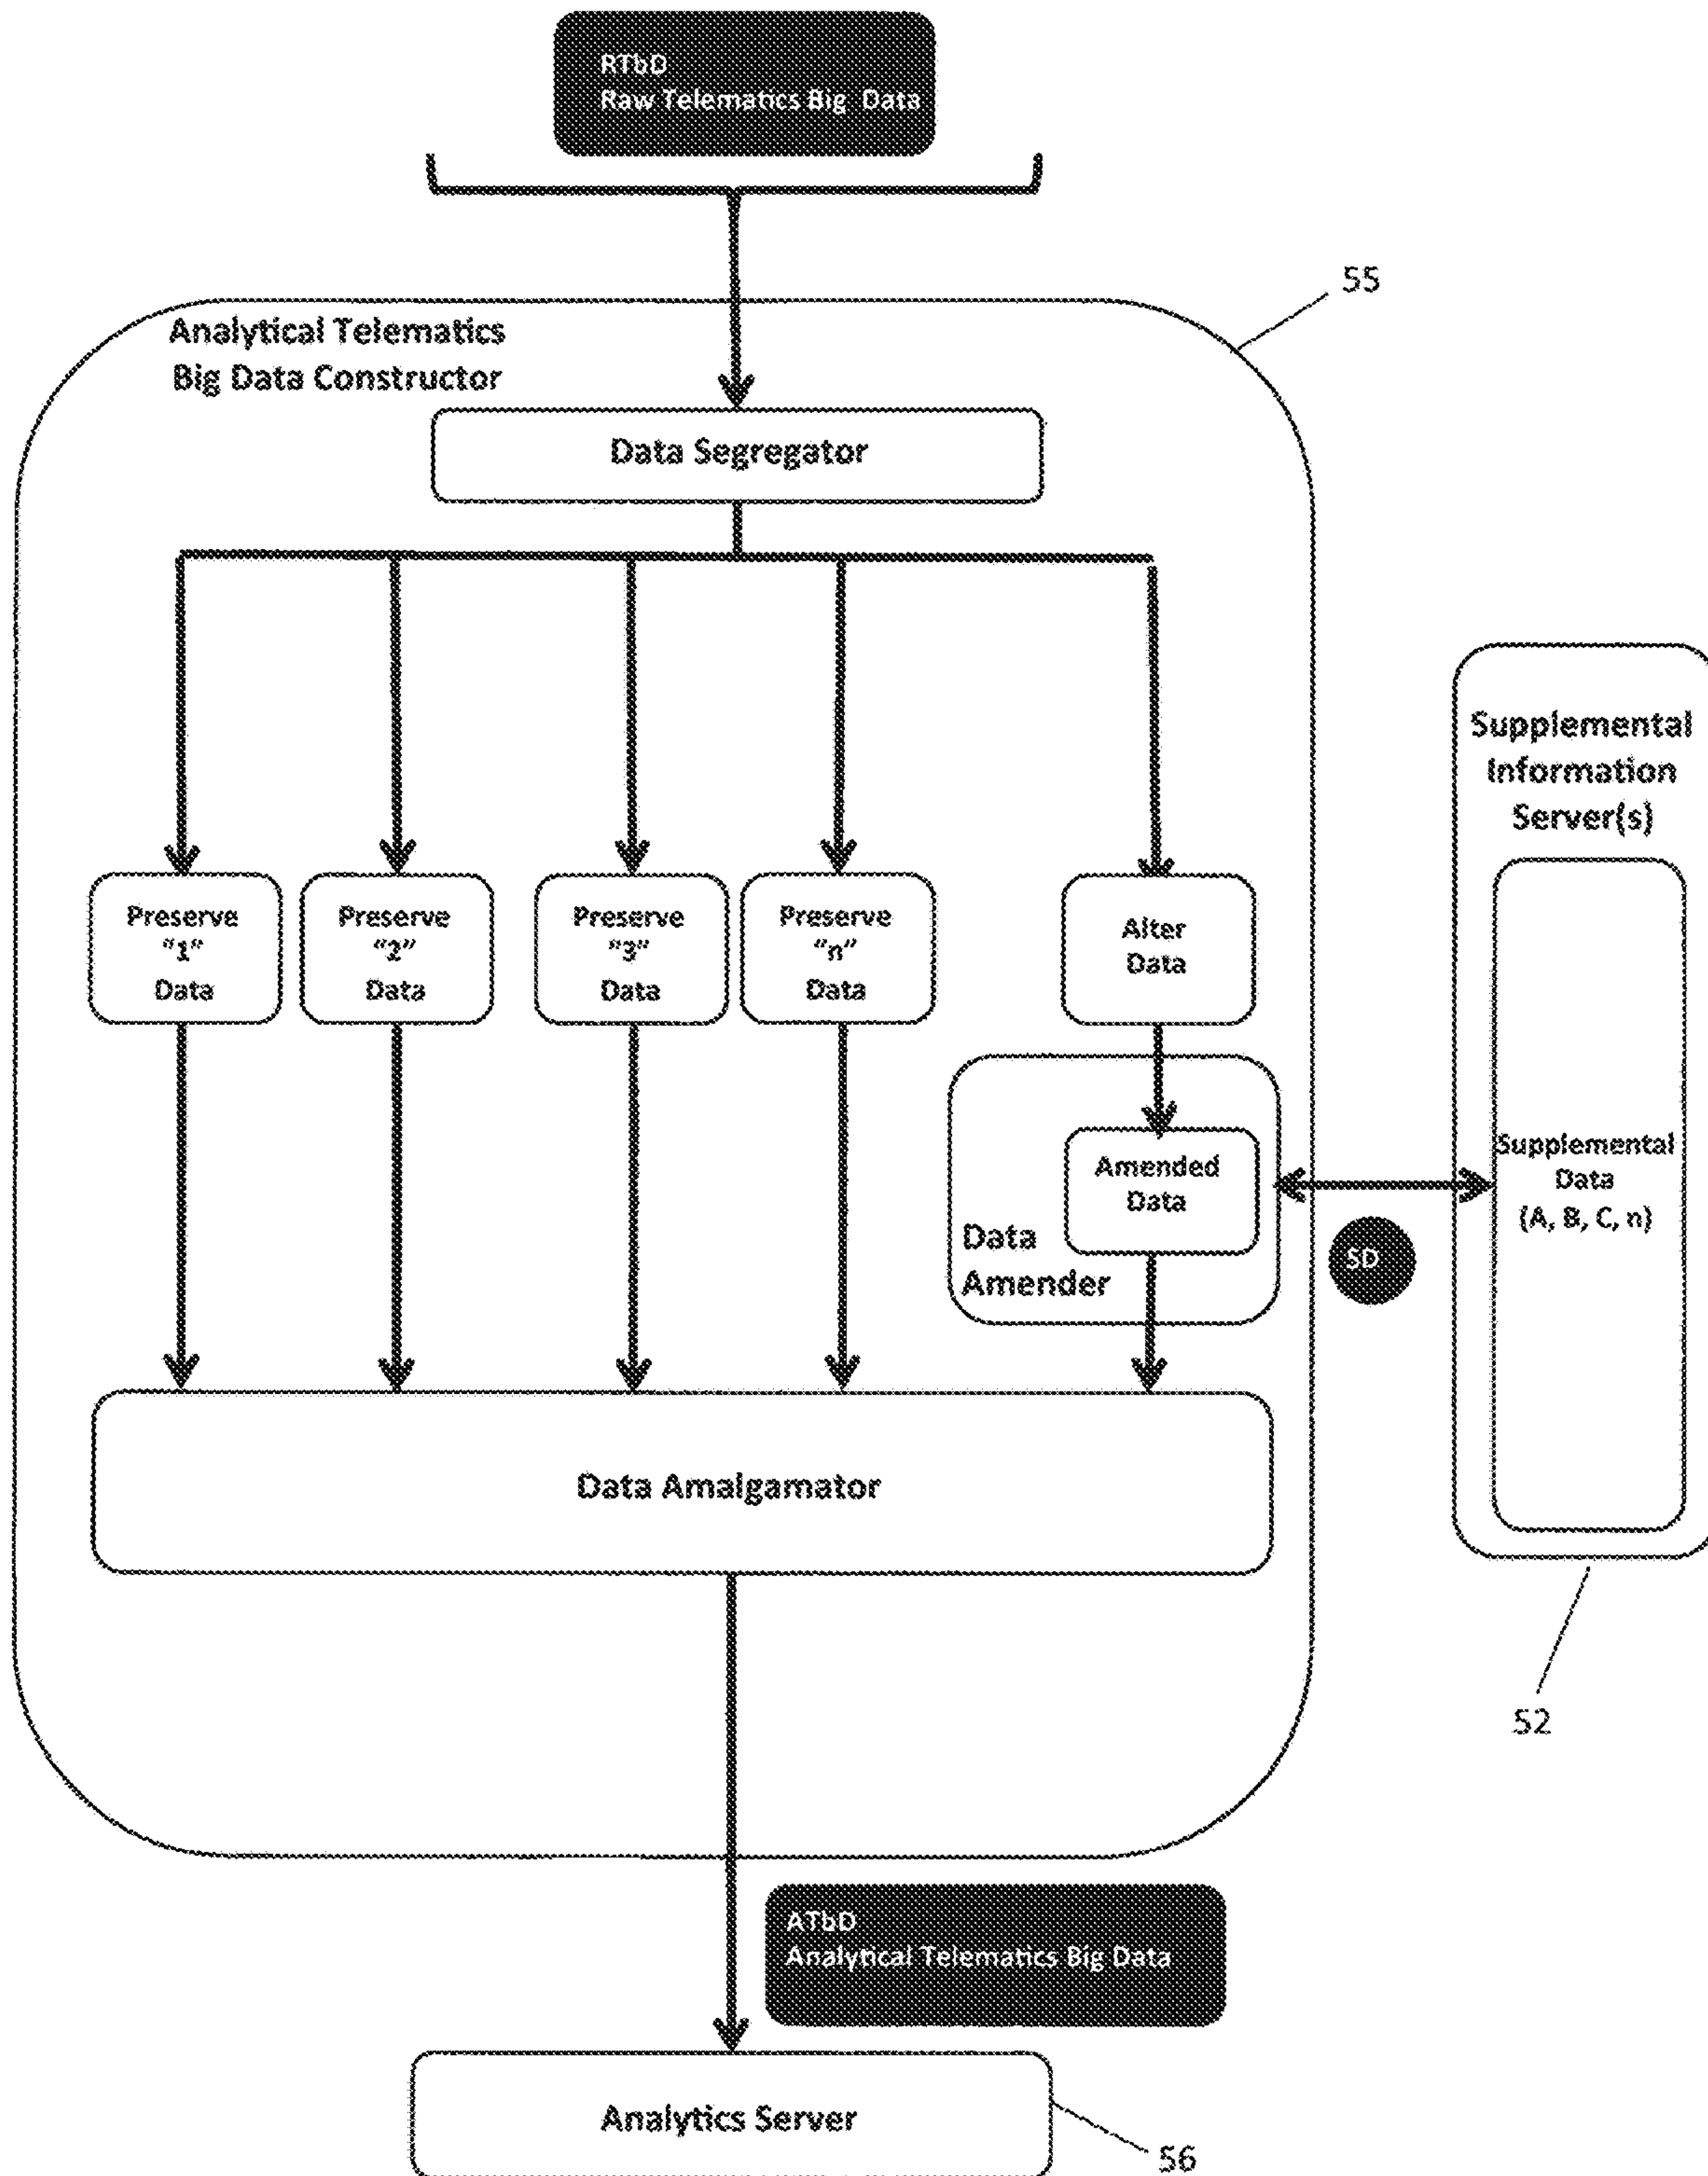 RTbD
Raw Telematics Big Data
55
Analytical Telematics
Big Data Constructor
Data Segregator
Supplemental
Information
Server(s)
Preserve
"1"
Data
Preserve
"2"
Data
Preserve
"3"
Data
Preserve
"n"
Data
Alter
Data
Amended
Data
Data
Amender
SD
Supplemental
Data
(A, B, C, n)
Data Amalgamator
52
ATbD
Analytical Telematics Big Data
Analytics Server
56